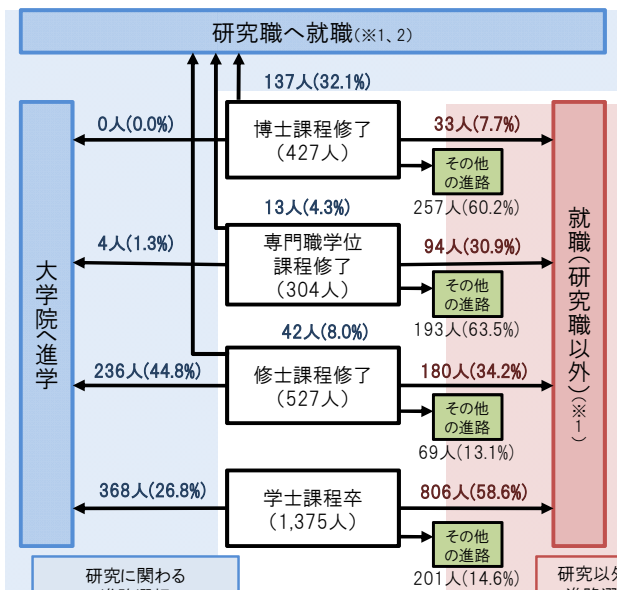 研究職へ就職(※1、2)
137人(32.1%)
0人(0.0%)
博士課程修了
(427人)
33人(7.7%)
その他
の進路
257人(60.2%)
13人(4.3%)
4人(1.3%)
専門職学位
課程修了
(304人)
94人(30.9%)
その他
の進路
193人(63.5%)
42人(8.0%)
236人(44.8%)
修士課程修了
(527人)
180人(34.2%)
その他
の進路
69人(13.1%)
368人(26.8%)
学士課程卒
(1,375人)
806人(58.6%)
その他
の進路
201人(14.6%)
大学院へ進学
就職(研究職以外)(※1)
研究に関わる
研究以外